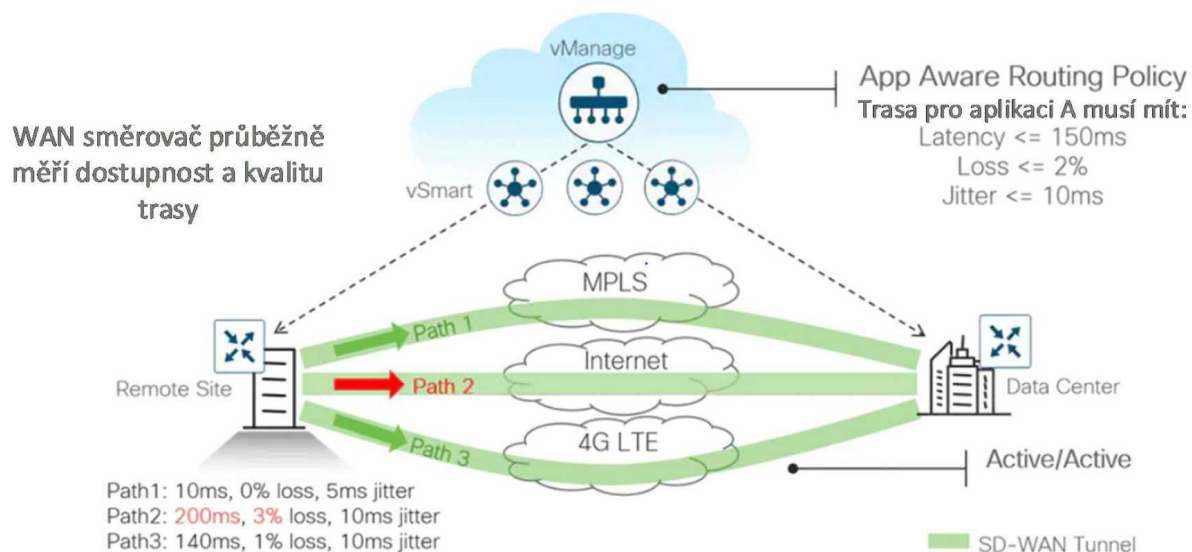 vManage
App Aware Routing Policy
Trasa pro aplikaci A musí mít:
Latency <= 150ms
Loss <= 2%
Jitter <= 10ms
WAN směrovač průběžně
měří dostupnost a kvalitu
trasy
vSmart
MPLS
Path 1
Internet
Remote Site
Path 2
Data Center
4G LTE
Path 3
Active/Active
Path1: 10ms, 0% loss, 5ms jitter
Path2: 200ms, 3% loss, 10ms jitter
Path3: 140ms, 1% loss, 10ms jitter
SD-WAN Tunnel